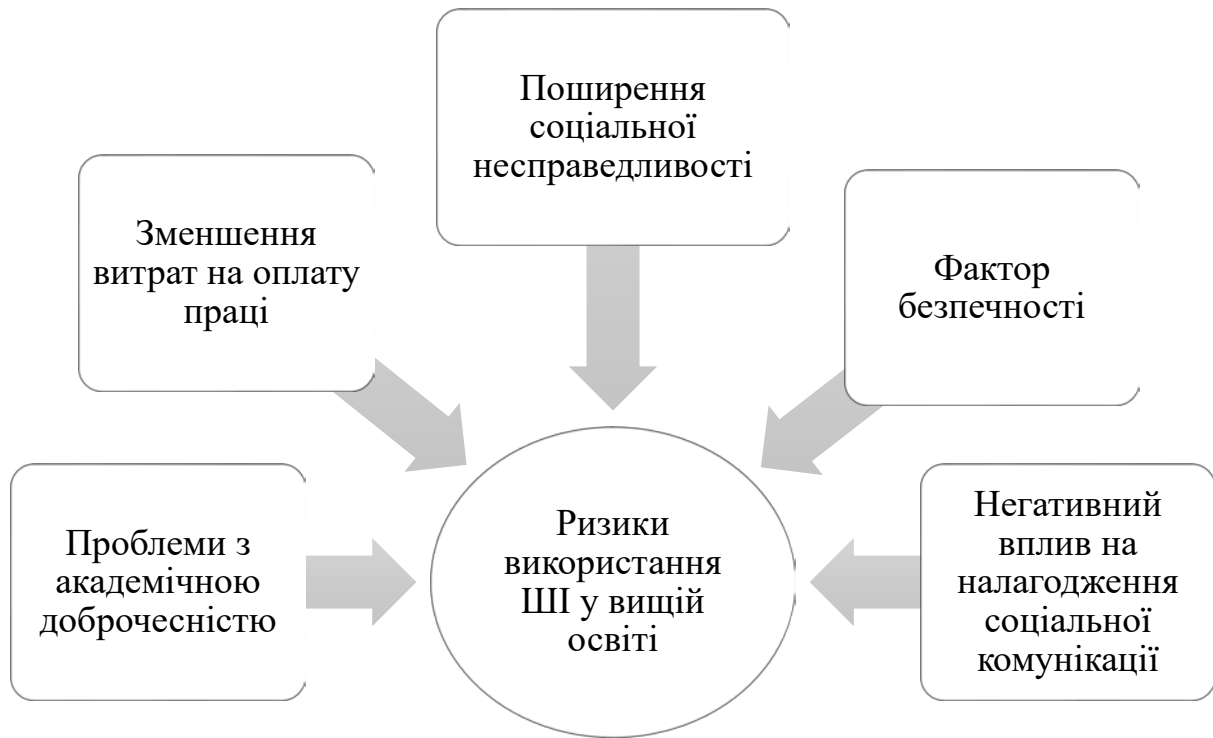 Поширення
соціальної
несправедливості
Зменшення
витрат на оплату
праці
Фактор
безпечності
Проблеми з
академічною
доброчесністю
Ризики
використання
ШІ у вищій
освіті
Негативний
вплив на
налагодження
соціальної
комунікації